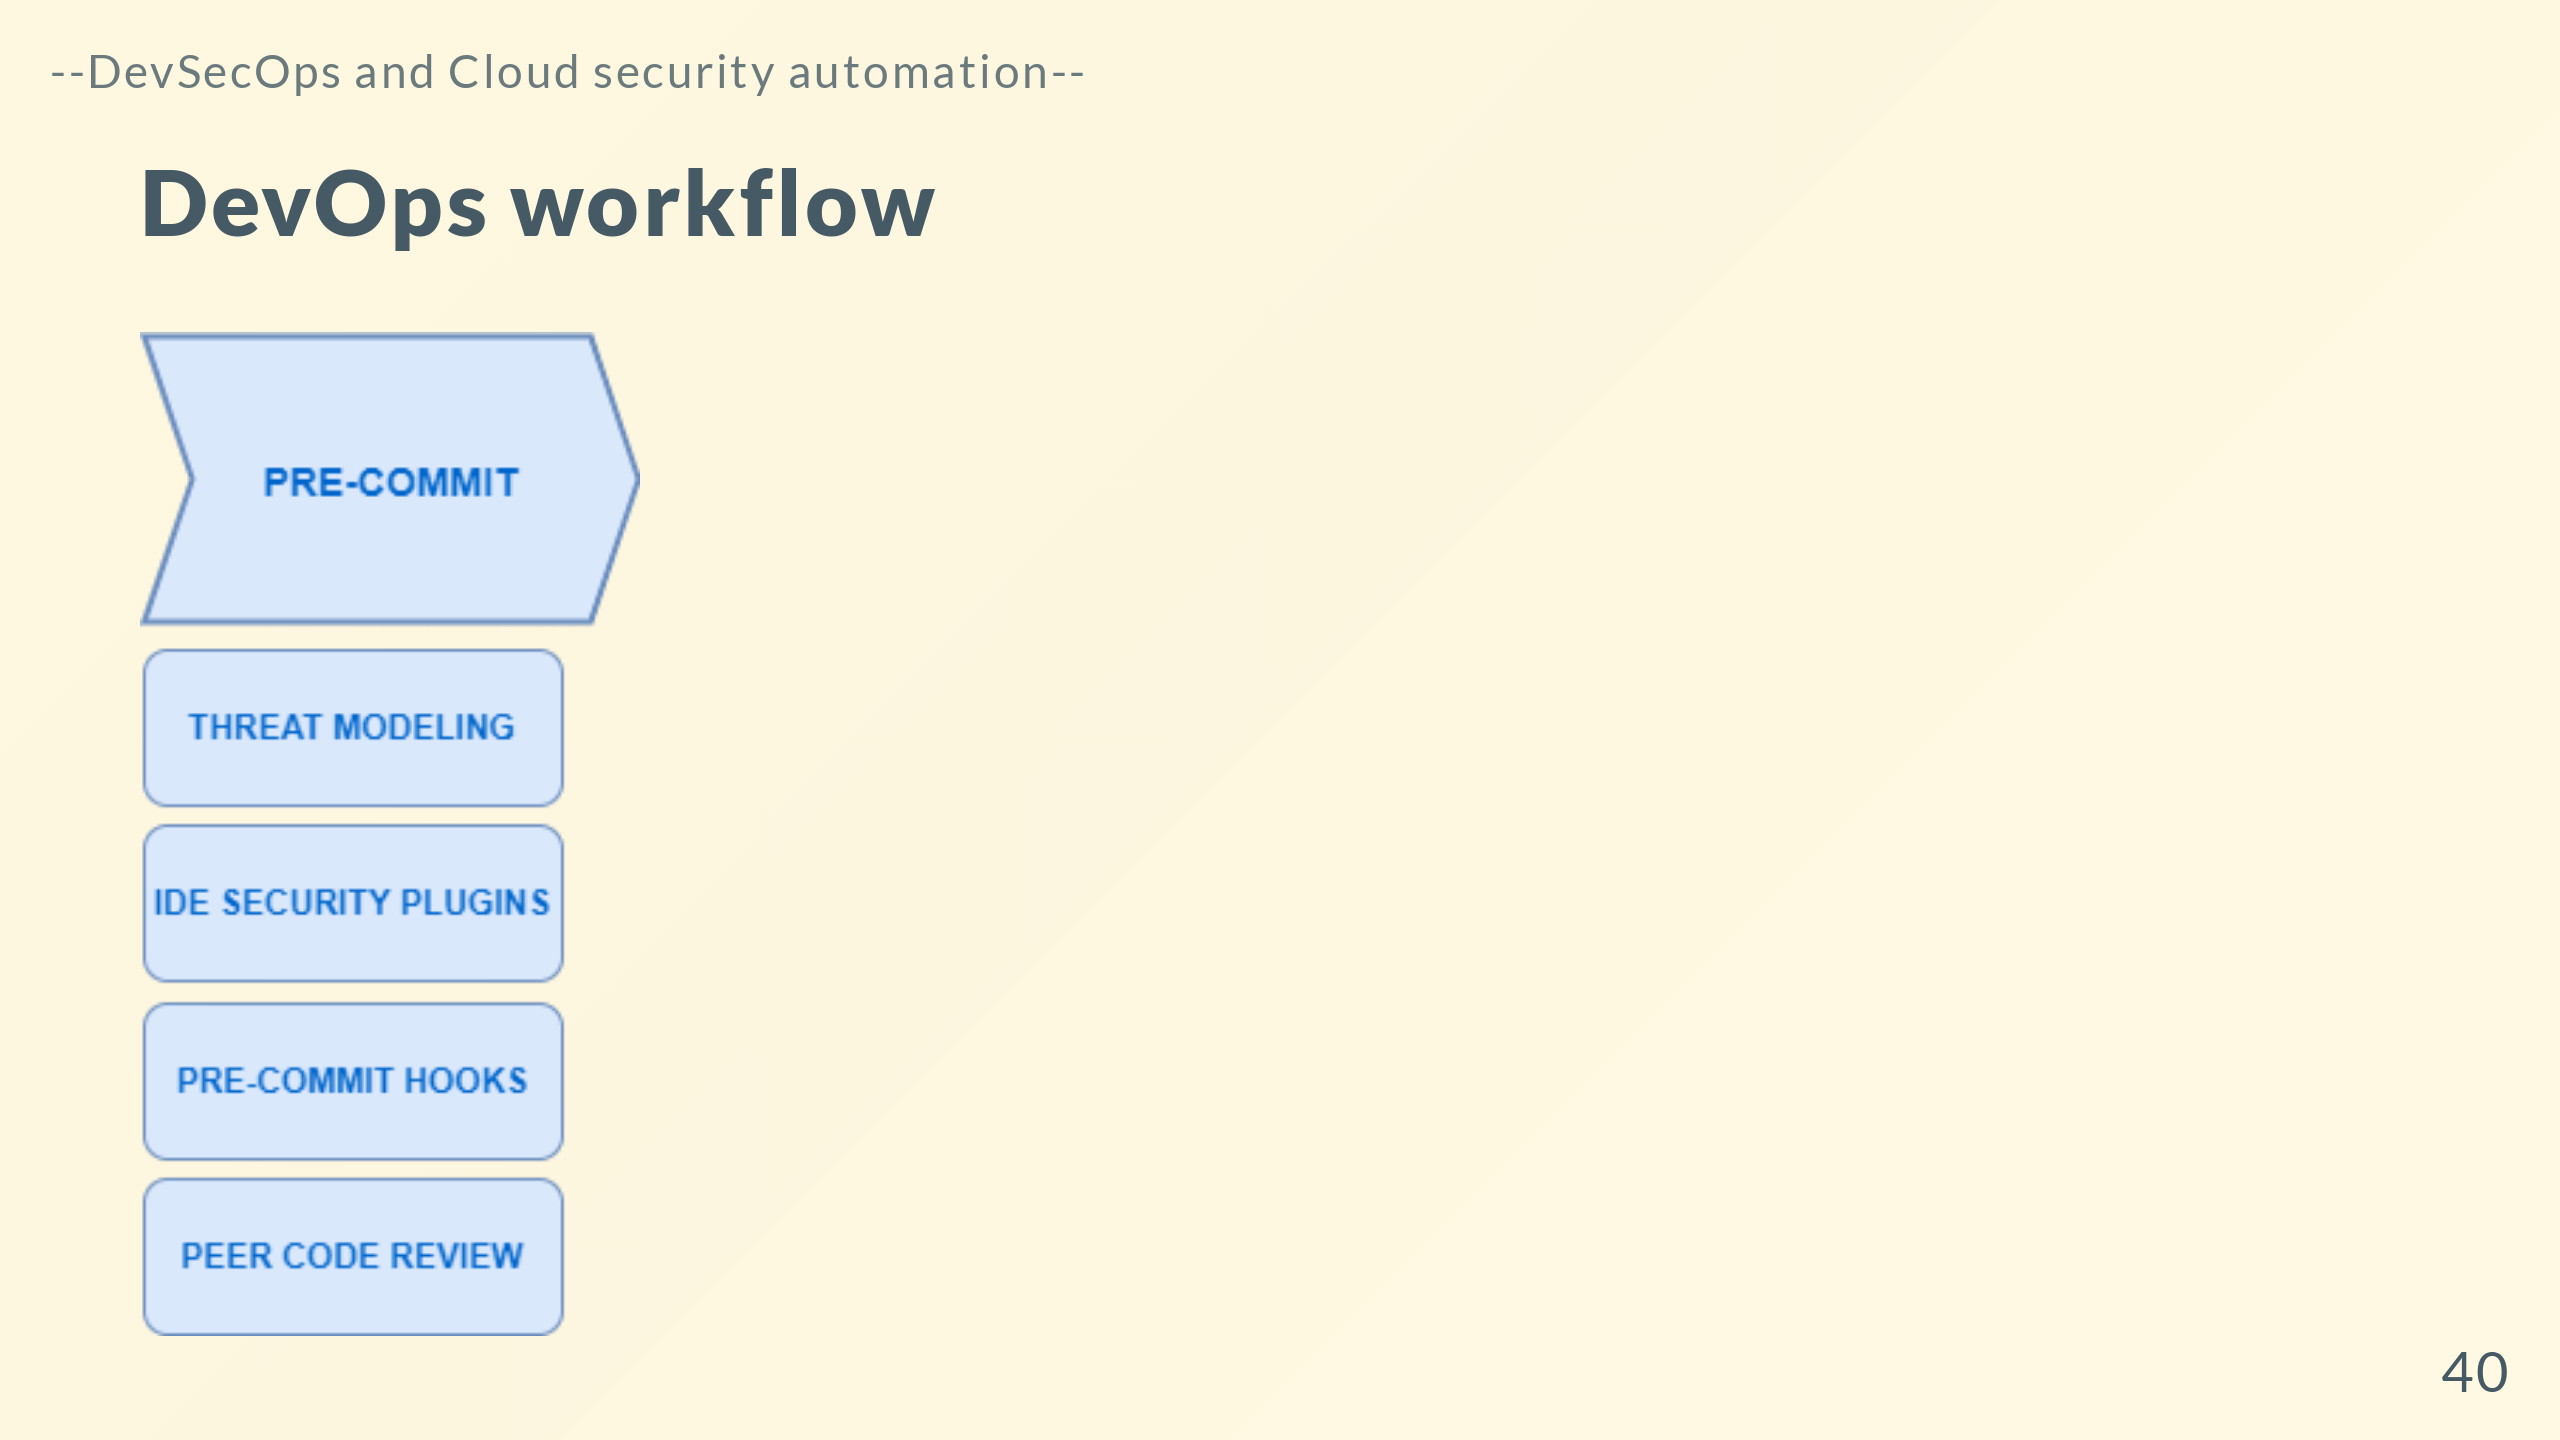 --DevSecOps and Cloud security automation--
DevOps workflow
PRE-COMMIT
THREAT MODELING
IDE SECURITY PLUGINS
PRE-COMMIT HOOKS
PEER CODE REVIEW
40